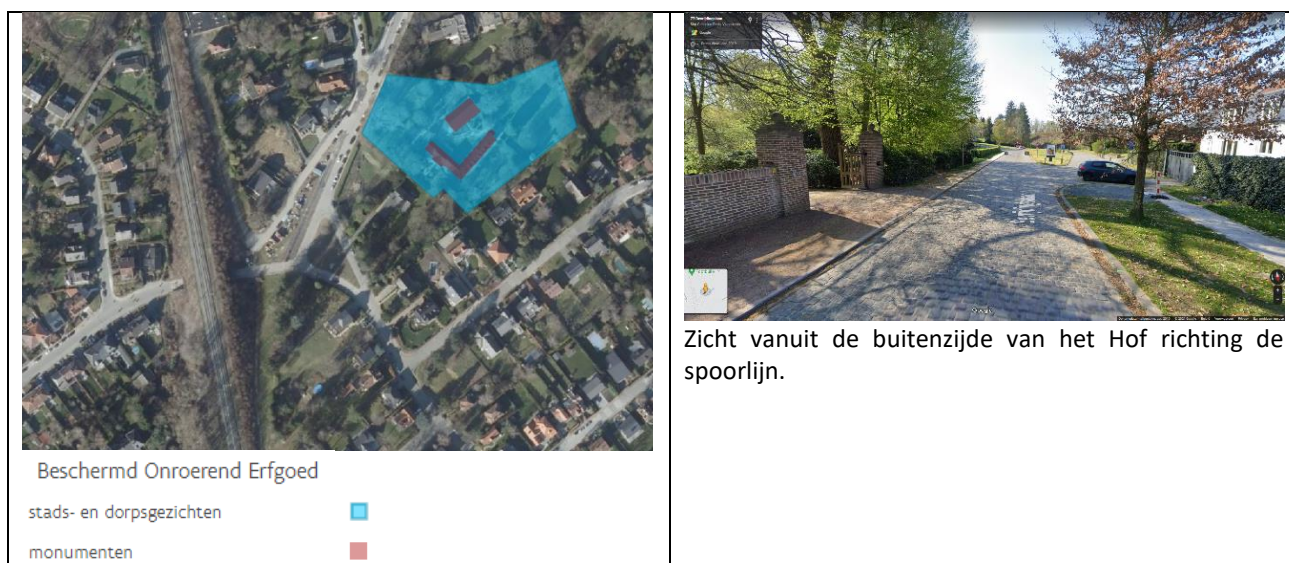 Beschermd Onroerend Erfgoed
stads- en dorpsgezichten
monumenten
Zicht vanuit de buitenzijde van het Hof richting de
spoorlijn.